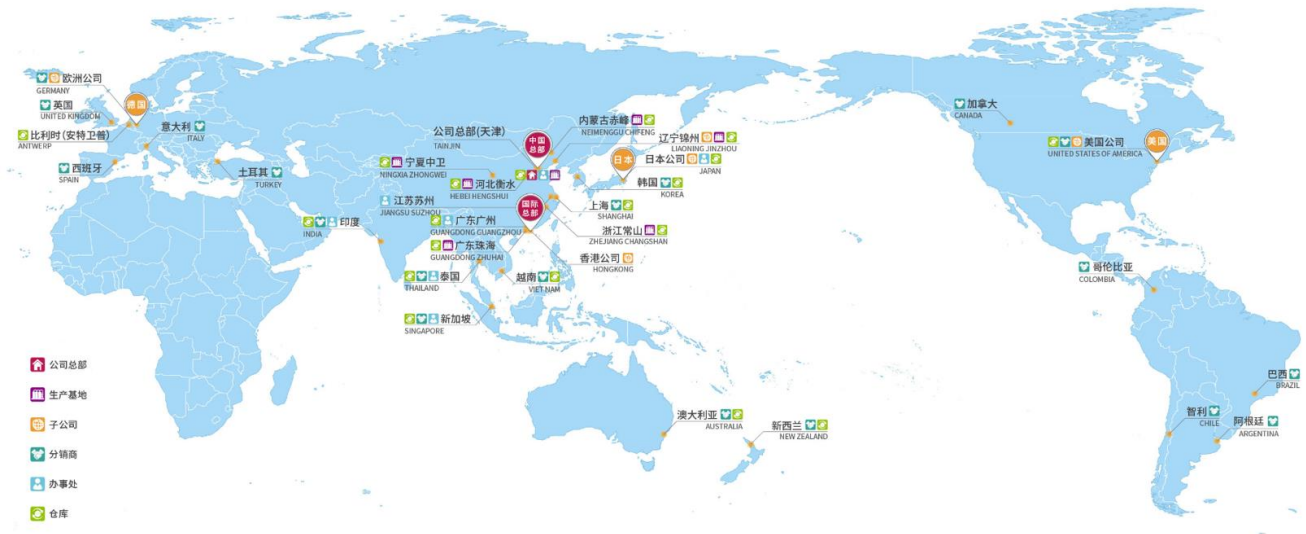 欧洲公司
GERMANY
德国
英国
UNITED KINGDOM
比利时(安特卫普)
ANTWERP
意大利
ITALY
西班牙
SPAIN
土耳其
TURKEY
公司总部(天津)
TAINJIN
中国
总部
内蒙古赤峰
NEIMENGGU CHIFENG
辽宁锦州
LIAONING JINZHOU
宁夏中卫
NINGXIA ZHONGWEI
日本
日本公司
JAPAN
河北衡水
HEBEI HENGSHUI
韩国
KOREA
江苏苏州
JIANGSU SUZHOU
国际
总部
上海
SHANGHAI
印度
INDIA
广东广州
GUANGDONG GUANGZHOU
浙江常山
ZHEJIANG CHANGSHAN
广东珠海
GUANGDONG ZHUHAI
香港公司
HONGKONG
泰国
THAILAND
越南
VIET NAM
新加坡
SINGAPORE
加拿大
CANADA
美国公司
UNITED STATES OF AMERICA
美国
哥伦比亚
COLOMBIA
巴西
BRAZIL
智利
CHILE
阿根廷
ARGENTINA
澳大利亚
AUSTRALIA
新西兰
NEW ZEALAND
公司总部
生产基地
子公司
分销商
办事处
仓库